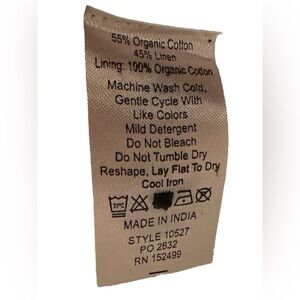 55% Organic Cotton
45% Linen
Lining: 100% Organic Cotton
Machine Wash Cold,
Gentle Cycle With
Like Colors
Mild Detergent
Do Not Bleach
Do Not Tumble Dry
Reshape, Lay Flat To Dry
Cool Iron
30°C
MADE IN INDIA
STYLE 10527
PO 2632
RN 152499